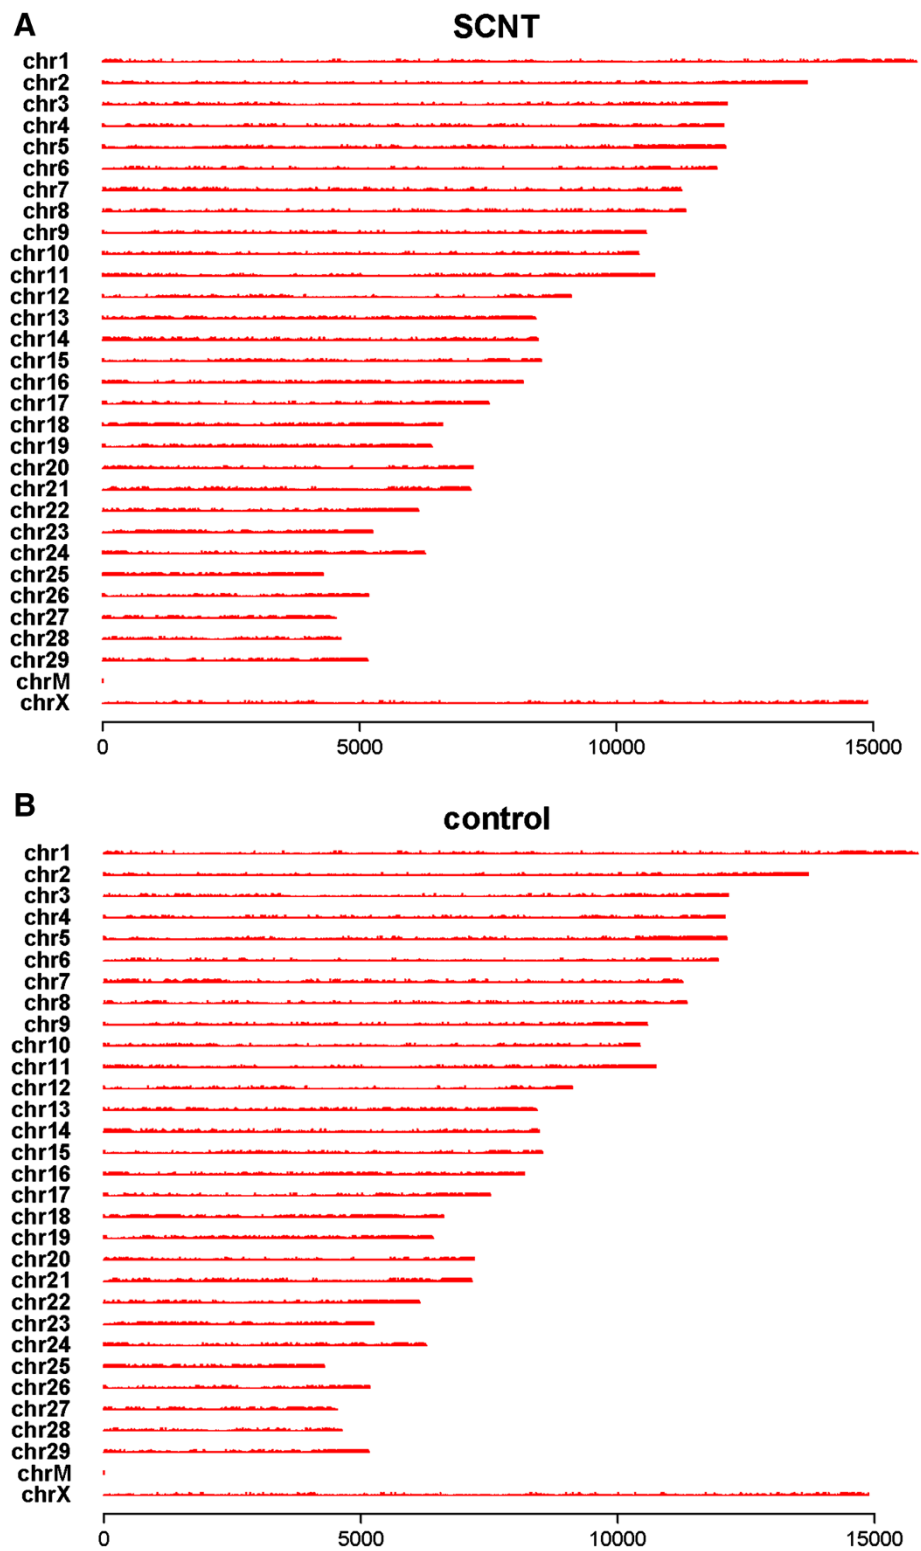 A
SCNT
chr1
chr2
chr3
chr4
chr5
chr6
chr7
chr8
chr9
chr10
chr11
chr12
chr13
chr14
chr15
chr16
chr17
chr18
chr19
chr20
chr21
chr22
chr23
chr24
chr25
chr26
chr27
chr28
chr29
chrM
chrX
0 5000 10000 15000
B
control
chr1
chr2
chr3
chr4
chr5
chr6
chr7
chr8
chr9
chr10
chr11
chr12
chr13
chr14
chr15
chr16
chr17
chr18
chr19
chr20
chr21
chr22
chr23
chr24
chr25
chr26
chr27
chr28
chr29
chrM
chrX
0 5000 10000 15000